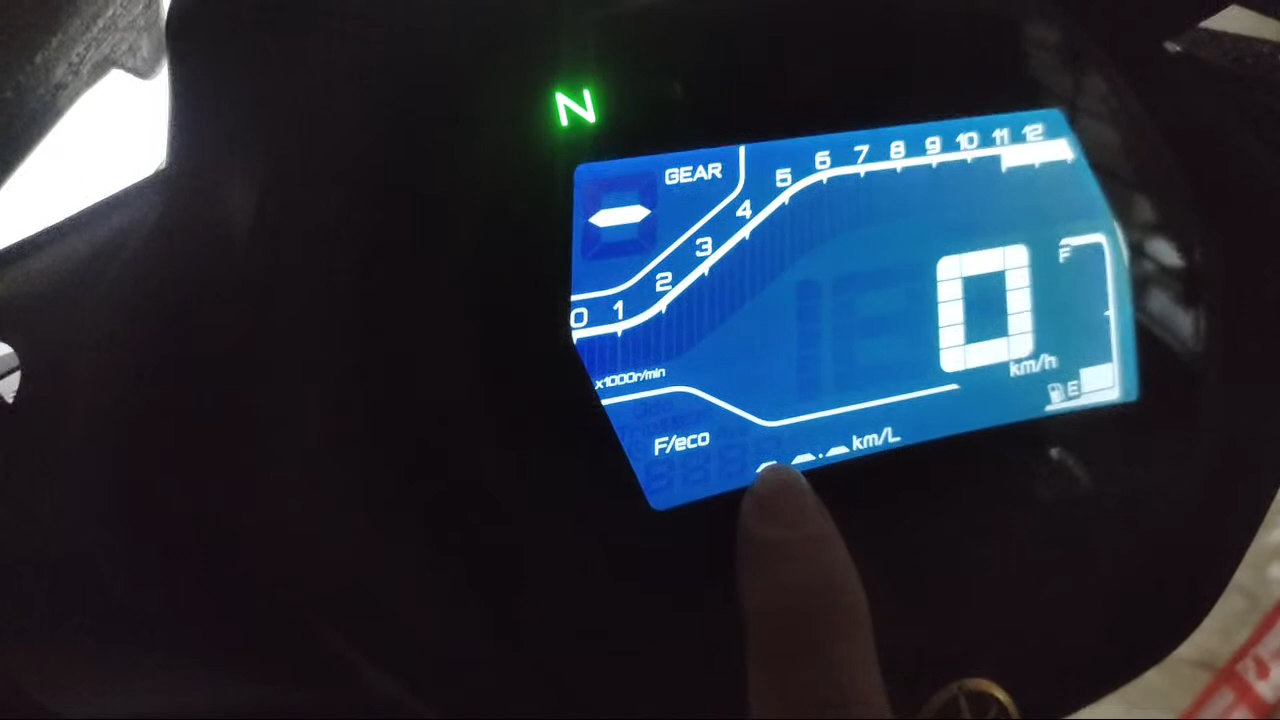 N
GEAR
0 1 2 3 4 5 6 7 8 9 10 11 12
x1000r/min
0
km/h
F
E
F/eco
--.- km/L